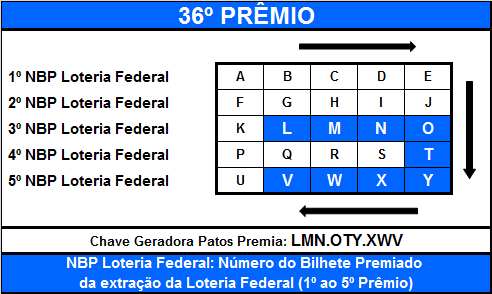 36º PRÊMIO
1º NBP Loteria Federal A B C D E
2º NBP Loteria Federal F G H I J
3º NBP Loteria Federal K L M N O
4º NBP Loteria Federal P Q R S T
5º NBP Loteria Federal U V W X Y
Chave Geradora Patos Premia: LMN.OTY.XWV
NBP Loteria Federal: Número do Bilhete Premiado
da extração da Loteria Federal (1º ao 5º Prêmio)